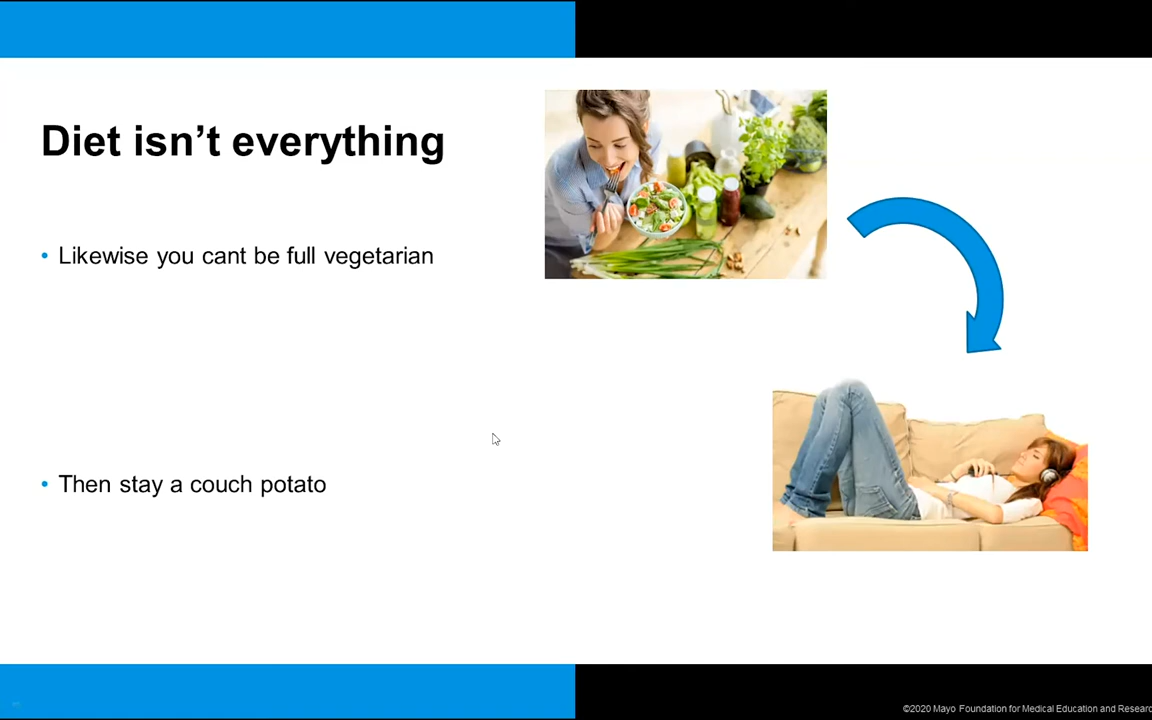 Diet isn’t everything
• Likewise you cant be full vegetarian
• Then stay a couch potato
©2020 Mayo Foundation for Medical Education and Researc